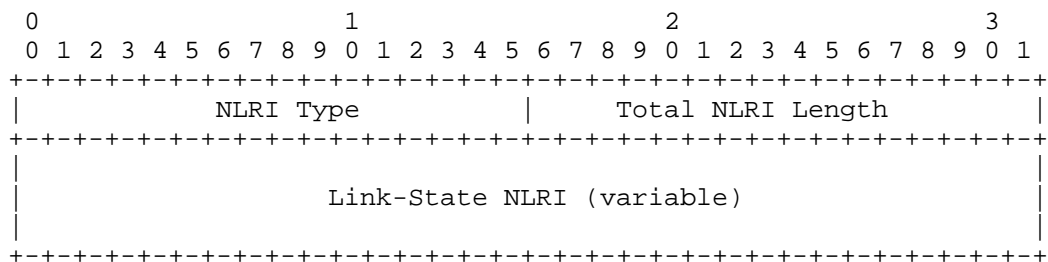 0                   1                   2                   3
 0 1 2 3 4 5 6 7 8 9 0 1 2 3 4 5 6 7 8 9 0 1 2 3 4 5 6 7 8 9 0 1
+-+-+-+-+-+-+-+-+-+-+-+-+-+-+-+-+-+-+-+-+-+-+-+-+-+-+-+-+-+-+-+-+
|            NLRI Type          |     Total NLRI Length         |
+-+-+-+-+-+-+-+-+-+-+-+-+-+-+-+-+-+-+-+-+-+-+-+-+-+-+-+-+-+-+-+-+
|                                                               |
|                  Link-State NLRI (variable)                   |
|                                                               |
+-+-+-+-+-+-+-+-+-+-+-+-+-+-+-+-+-+-+-+-+-+-+-+-+-+-+-+-+-+-+-+-+